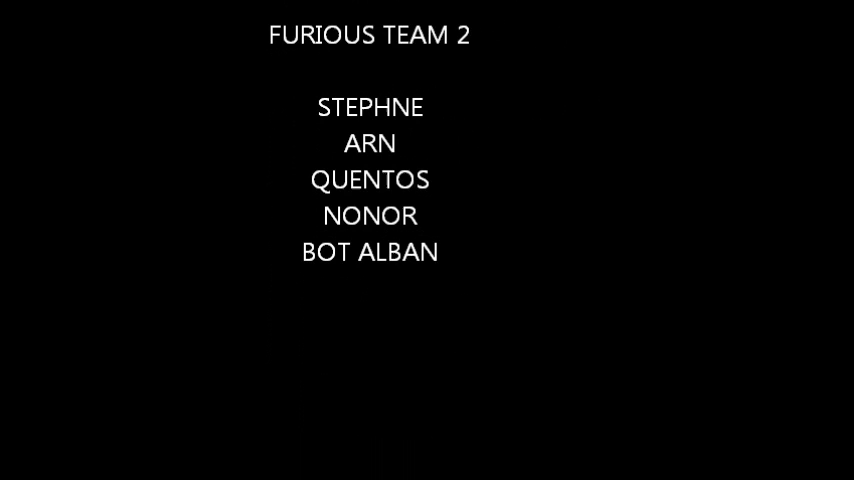 FURIOUS TEAM 2
STEPHNE
ARN
QUENTOS
NONOR
BOT ALBAN